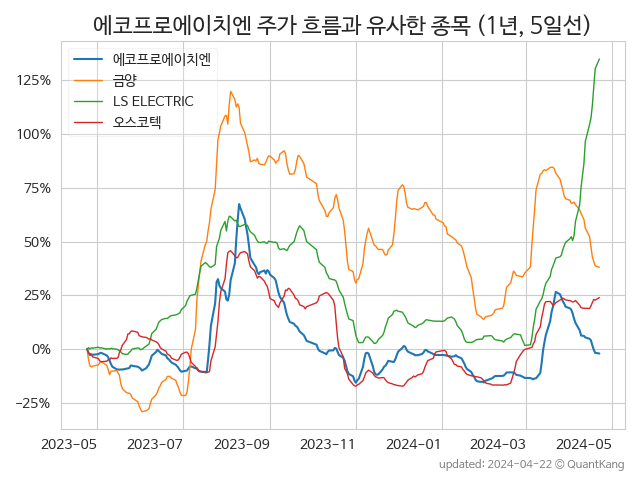 에코프로에이치엔 주가 흐름과 유사한 종목 (1년, 5일선)
에코프로에이치엔
금양
LS ELECTRIC
오스코텍
125%
100%
75%
50%
25%
0%
−25%
2023-05 2023-07 2023-09 2023-11 2024-01 2024-03 2024-05
updated: 2024-04-22 © QuantKang